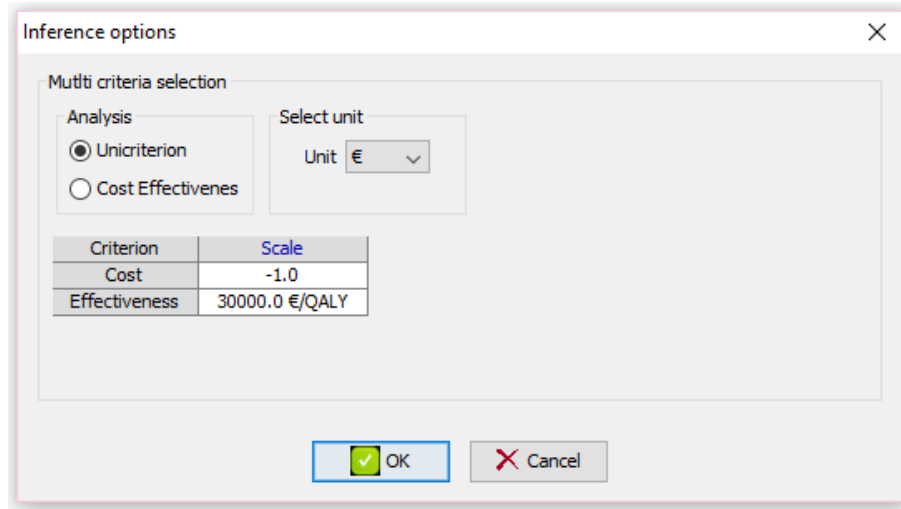 Inference options
Mutlti criteria selection
Analysis
Select unit
Unicriterion
Unit €
Cost Effectivenes
Criterion Scale
Cost -1.0
Effectiveness 30000.0 €/QALY
OK Cancel